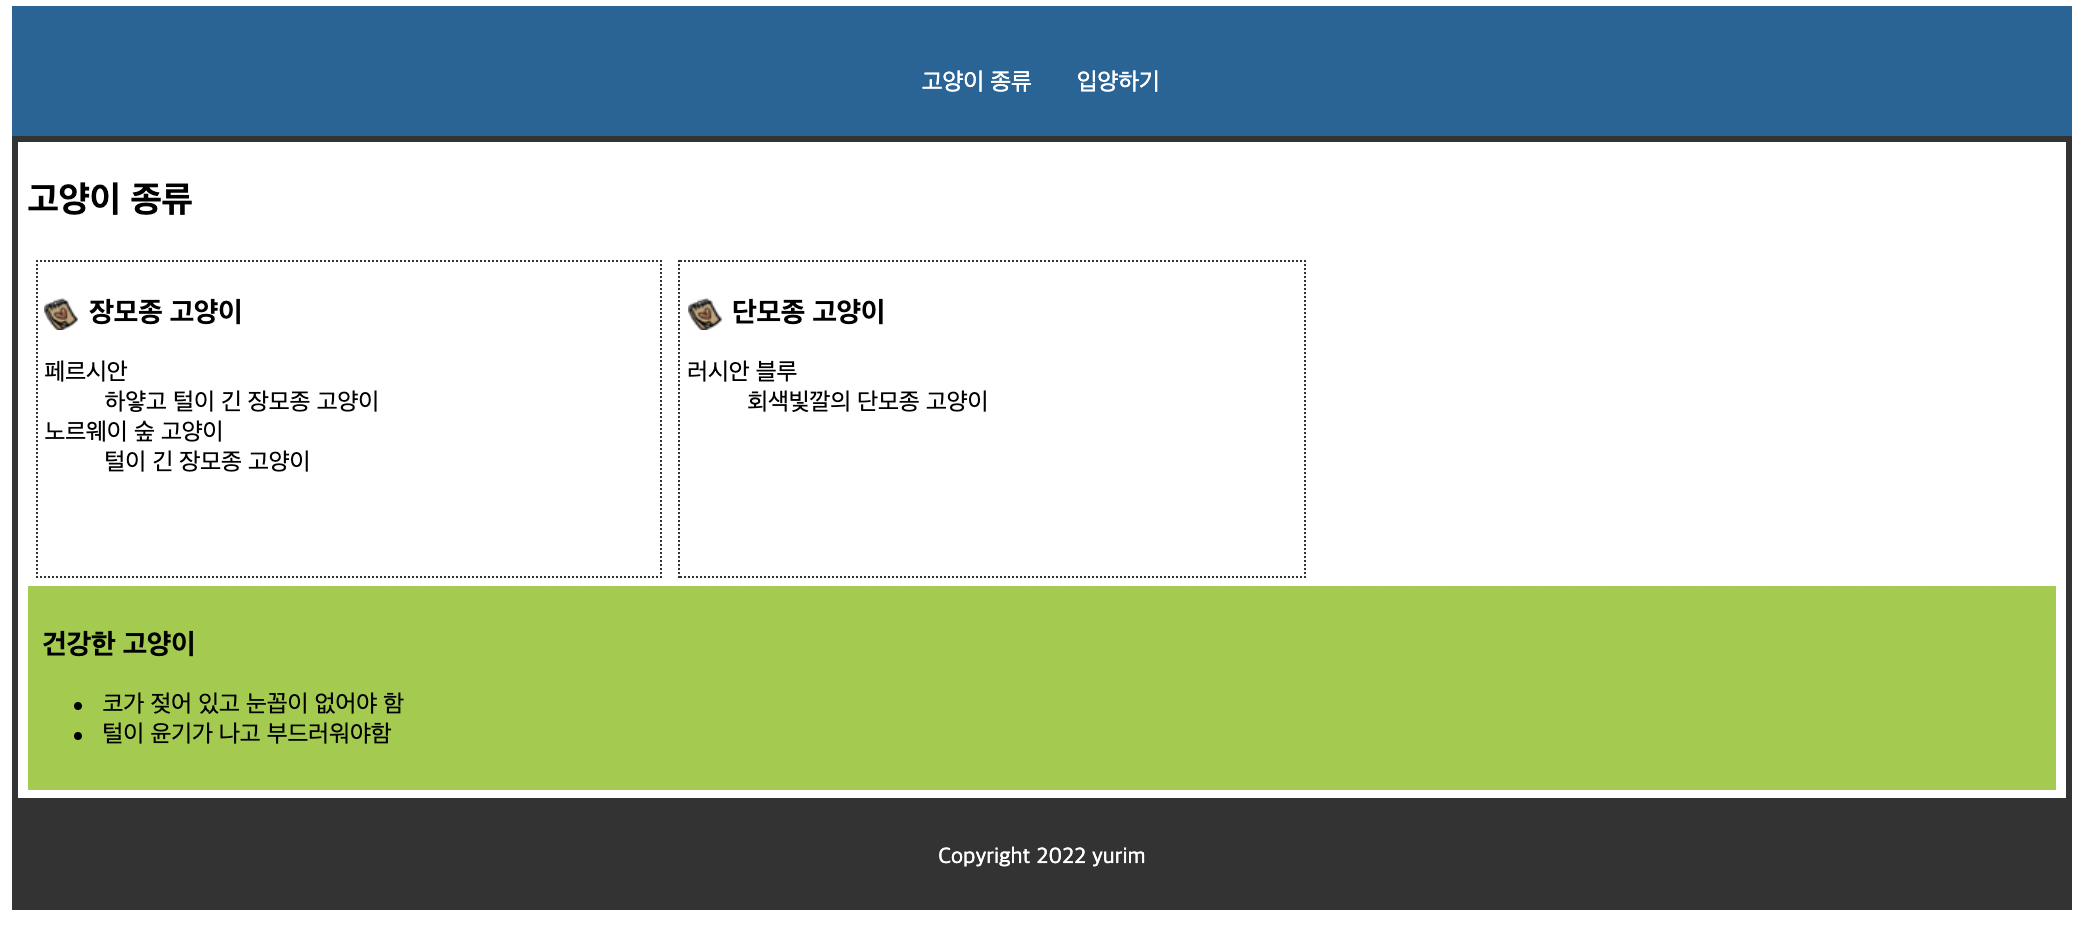 고양이 종류 입양하기
고양이 종류
장모종 고양이
페르시안
하얗고 털이 긴 장모종 고양이
노르웨이 숲 고양이
털이 긴 장모종 고양이
단모종 고양이
러시안 블루
회색빛깔의 단모종 고양이
건강한 고양이
코가 젖어 있고 눈꼽이 없어야 함
털이 윤기가 나고 부드러워야함
Copyright 2022 yurim